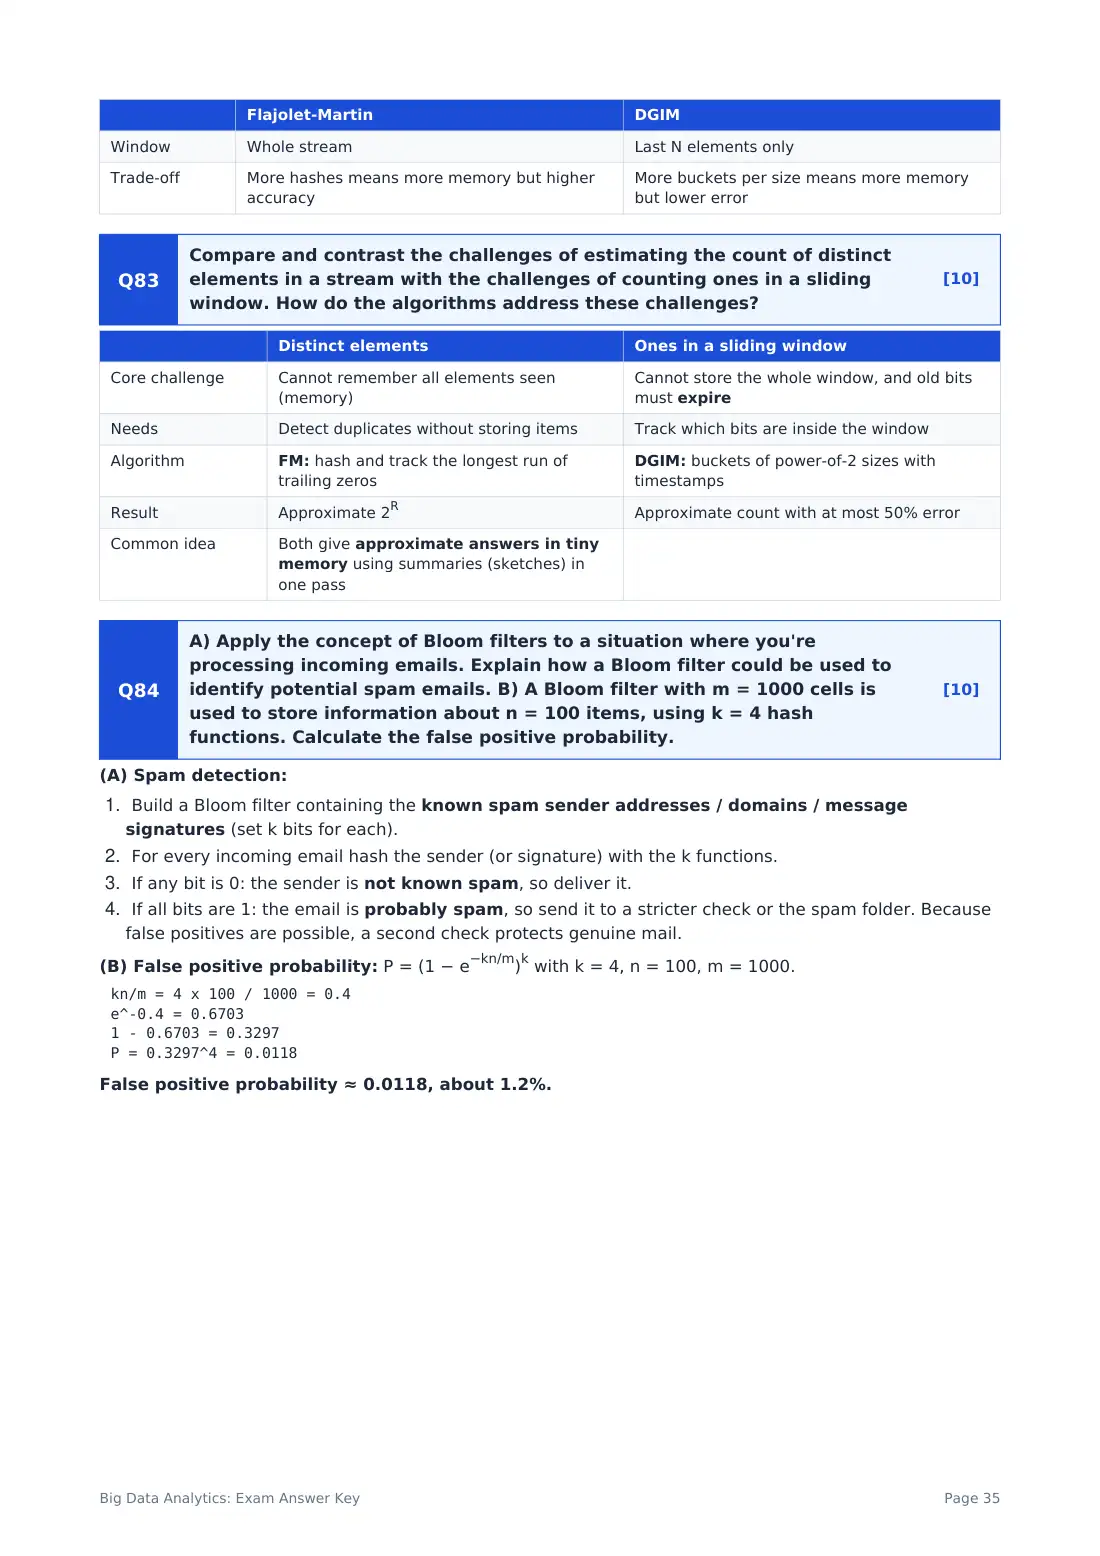 Flajolet-Martin DGIM
Window Whole stream Last N elements only
Trade-off More hashes means more memory but higher More buckets per size means more memory
accuracy but lower error
Compare and contrast the challenges of estimating the count of distinct
Q83 elements in a stream with the challenges of counting ones in a sliding [10]
window. How do the algorithms address these challenges?
Distinct elements Ones in a sliding window
Core challenge Cannot remember all elements seen Cannot store the whole window, and old bits
(memory) must expire
Needs Detect duplicates without storing items Track which bits are inside the window
Algorithm FM: hash and track the longest run of DGIM: buckets of power-of-2 sizes with
trailing zeros timestamps
Result Approximate 2^R Approximate count with at most 50% error
Common idea Both give approximate answers in tiny
memory using summaries (sketches) in
one pass
A) Apply the concept of Bloom filters to a situation where you're
processing incoming emails. Explain how a Bloom filter could be used to
Q84 identify potential spam emails. B) A Bloom filter with m = 1000 cells is [10]
used to store information about n = 100 items, using k = 4 hash
functions. Calculate the false positive probability.
(A) Spam detection:
1. Build a Bloom filter containing the known spam sender addresses / domains / message
signatures (set k bits for each).
2. For every incoming email hash the sender (or signature) with the k functions.
3. If any bit is 0: the sender is not known spam, so deliver it.
4. If all bits are 1: the email is probably spam, so send it to a stricter check or the spam folder. Because
false positives are possible, a second check protects genuine mail.
(B) False positive probability: P = (1 − e^−kn/m)^k with k = 4, n = 100, m = 1000.
kn/m = 4 x 100 / 1000 = 0.4
e^-0.4 = 0.6703
1 - 0.6703 = 0.3297
P = 0.3297^4 = 0.0118
False positive probability ≈ 0.0118, about 1.2%.
Big Data Analytics: Exam Answer Key Page 35